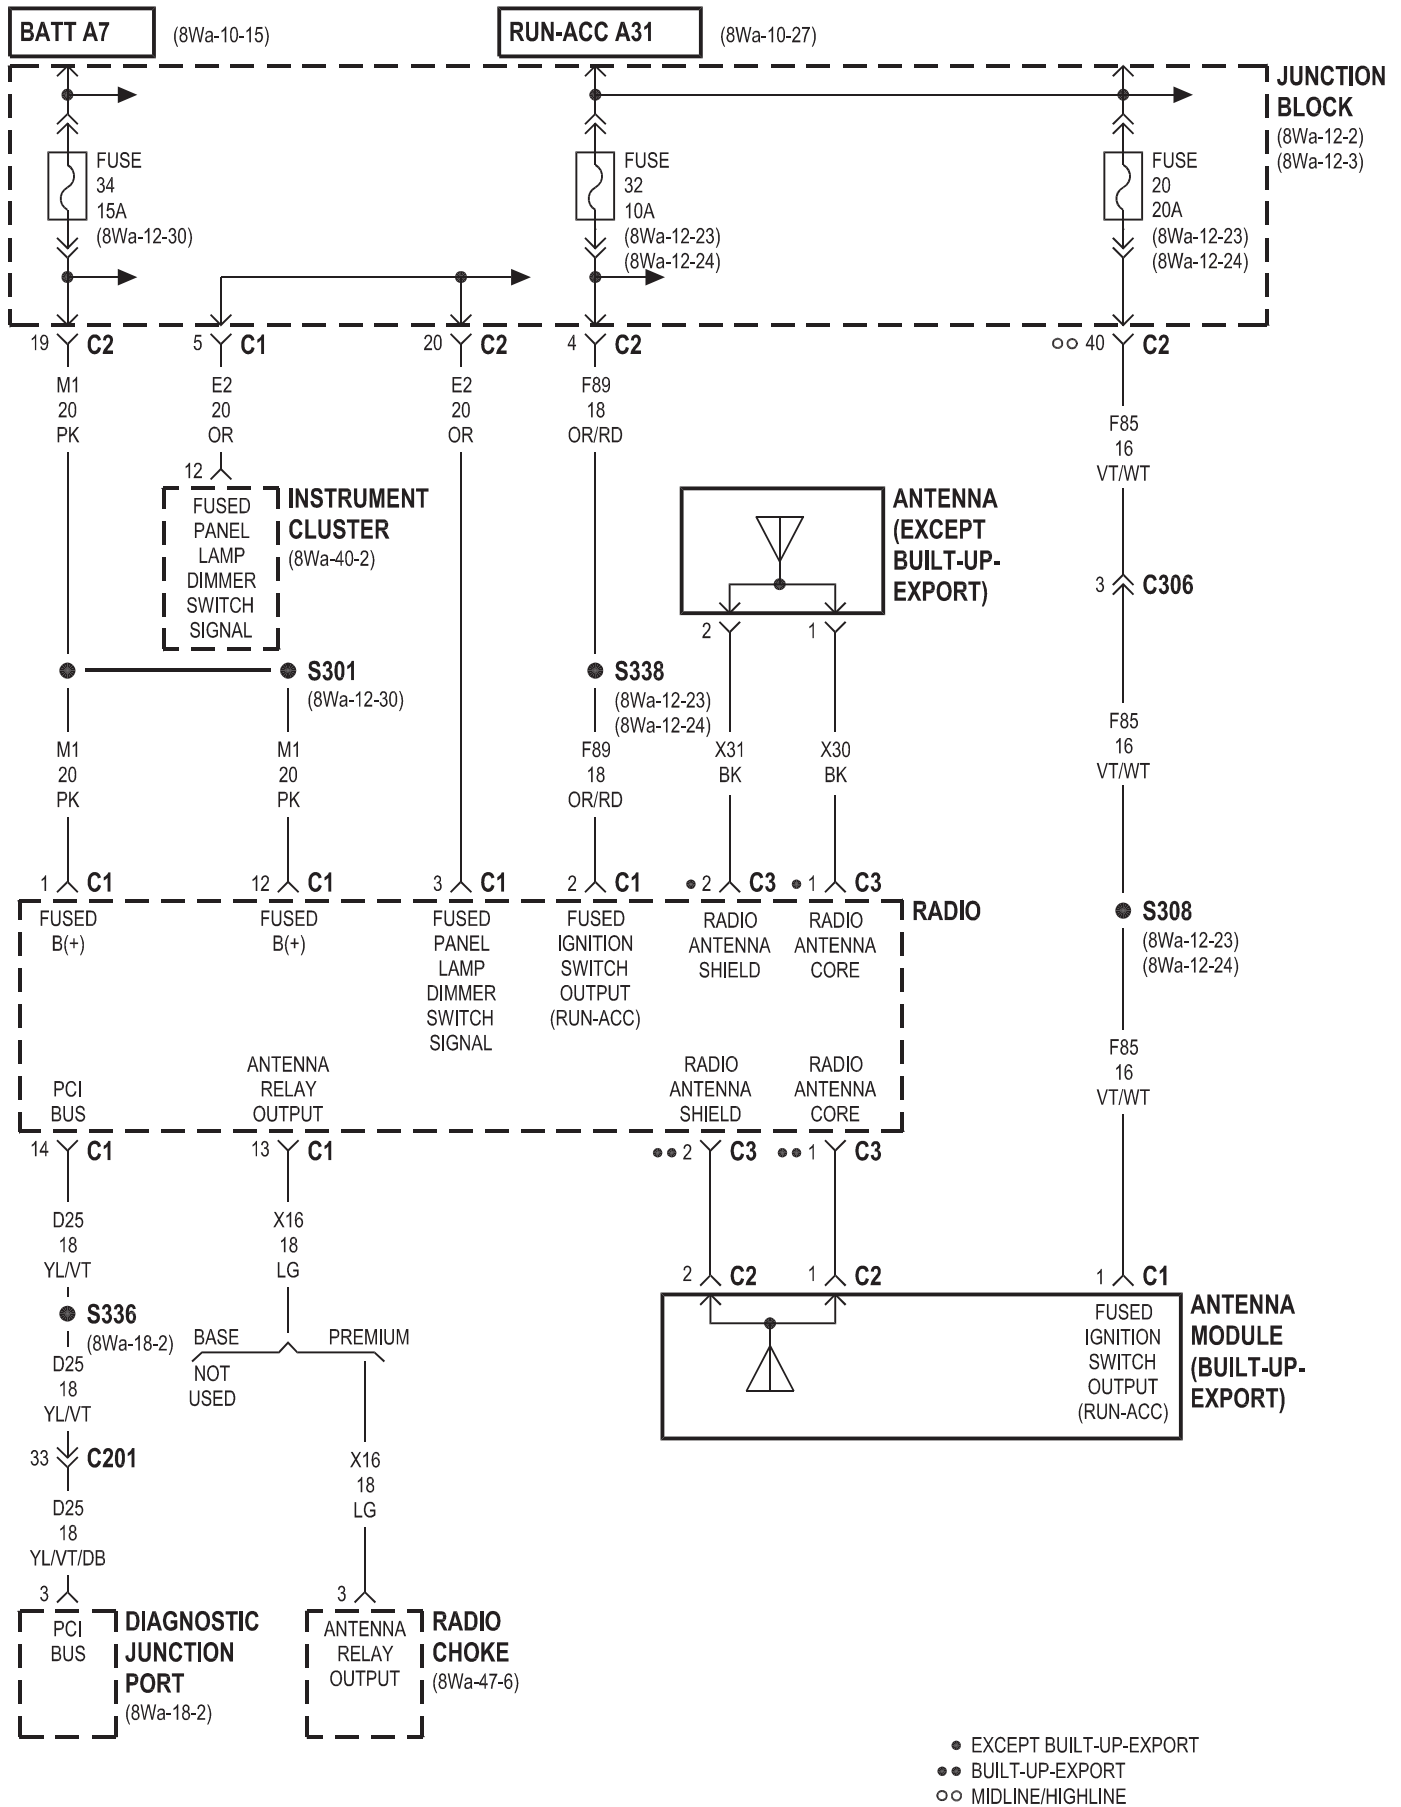 BATT A7
(8Wa-10-15)
RUN-ACC A31
(8Wa-10-27)
JUNCTION
BLOCK
(8Wa-12-2)
(8Wa-12-3)
FUSE
34
15A
(8Wa-12-30)
FUSE
32
10A
(8Wa-12-23)
(8Wa-12-24)
FUSE
20
20A
(8Wa-12-23)
(8Wa-12-24)
19 C2
5 C1
20 C2
4 C2
40 C2
M1
20
PK
E2
20
OR
E2
20
OR
F89
18
OR/RD
F85
16
VT/WT
12
FUSED
PANEL
LAMP
DIMMER
SWITCH
SIGNAL
INSTRUMENT
CLUSTER
(8Wa-40-2)
ANTENNA
(EXCEPT
BUILT-UP-
EXPORT)
2
1
3 C306
S301
(8Wa-12-30)
S338
(8Wa-12-23)
(8Wa-12-24)
M1
20
PK
M1
20
PK
F89
18
OR/RD
X31
BK
X30
BK
F85
16
VT/WT
1 C1
12 C1
3 C1
2 C1
2 C3
1 C3
RADIO
FUSED
B(+)
FUSED
B(+)
FUSED
PANEL
LAMP
DIMMER
SWITCH
SIGNAL
FUSED
IGNITION
SWITCH
OUTPUT
(RUN-ACC)
RADIO
ANTENNA
SHIELD
RADIO
ANTENNA
CORE
S308
(8Wa-12-23)
(8Wa-12-24)
PCI
BUS
ANTENNA
RELAY
OUTPUT
RADIO
ANTENNA
SHIELD
RADIO
ANTENNA
CORE
F85
16
VT/WT
14 C1
13 C1
2 C3
1 C3
D25
18
YL/VT
X16
18
LG
2 C2
1 C2
1 C1
S336
(8Wa-18-2)
BASE
PREMIUM
NOT
USED
FUSED
IGNITION
SWITCH
OUTPUT
(RUN-ACC)
ANTENNA
MODULE
(BUILT-UP-
EXPORT)
D25
18
YL/VT
33 C201
X16
18
LG
D25
18
YL/VT/DB
3
3
PCI
BUS
DIAGNOSTIC
JUNCTION
PORT
(8Wa-18-2)
ANTENNA
RELAY
OUTPUT
RADIO
CHOKE
(8Wa-47-6)
EXCEPT BUILT-UP-EXPORT
BUILT-UP-EXPORT
MIDLINE/HIGHLINE